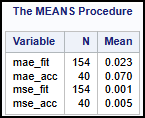 The MEANS Procedure
Variable N Mean
mae_fit 154 0.023
mae_acc 40 0.070
mse_fit 154 0.001
mse_acc 40 0.005